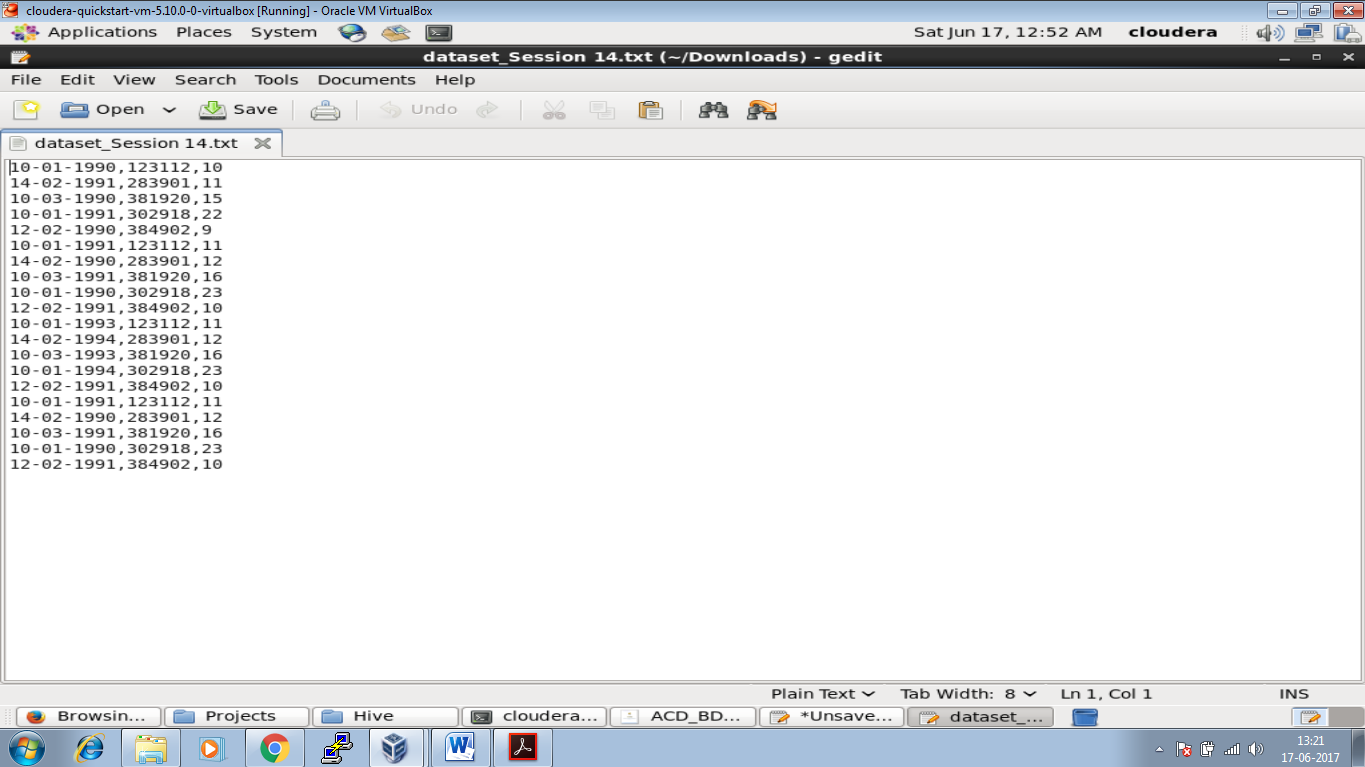 cloudera-quickstart-vm-5.10.0-0-virtualbox [Running] - Oracle VM VirtualBox
Applications Places System Sat Jun 17, 12:52 AM cloudera
dataset_Session 14.txt (~/Downloads) - gedit
File Edit View Search Tools Documents Help
Open Save Undo
dataset_Session 14.txt
10-01-1990,123112,10
14-02-1991,283901,11
10-03-1990,381920,15
10-01-1991,302918,22
12-02-1990,384902,9
10-01-1991,123112,11
14-02-1990,283901,12
10-03-1991,381920,16
10-01-1990,302918,23
12-02-1991,384902,10
10-01-1993,123112,11
14-02-1994,283901,12
10-03-1993,381920,16
10-01-1994,302918,23
12-02-1991,384902,10
10-01-1991,123112,11
14-02-1990,283901,12
10-03-1991,381920,16
10-01-1990,302918,23
12-02-1991,384902,10
Plain Text Tab Width: 8 Ln 1, Col 1 INS
Browsin... Projects Hive cloudera... ACD_BD... *Unsave... dataset_...
13:21
17-06-2017